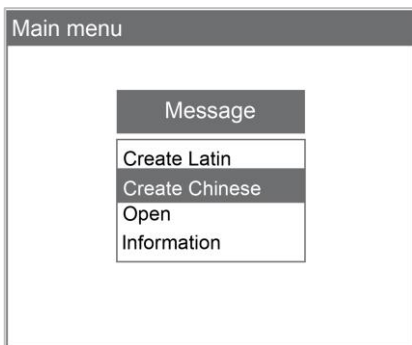 Main menu
Message
Create Latin
Create Chinese
Open
Information